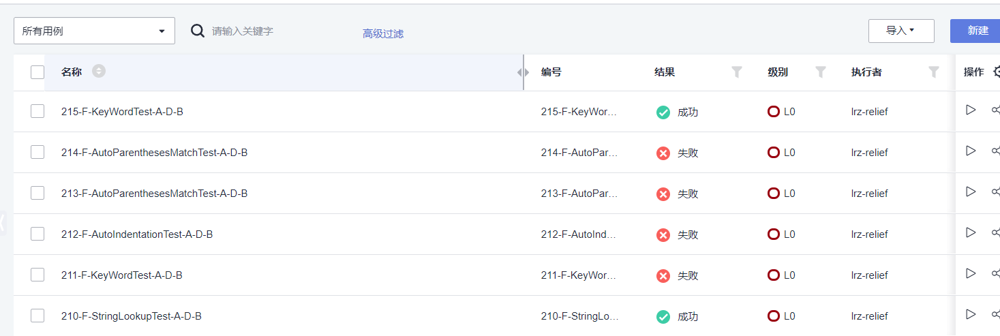 所有用例 请输入关键字 高级过滤 导入 新建
名称 编号 结果 级别 执行者 操作
215-F-KeyWordTest-A-D-B 215-F-KeyWor... 成功 L0 lrz-relief
214-F-AutoParenthesesMatchTest-A-D-B 214-F-AutoPar... 失败 L0 lrz-relief
213-F-AutoParenthesesMatchTest-A-D-B 213-F-AutoPar... 失败 L0 lrz-relief
212-F-AutoIndentationTest-A-D-B 212-F-AutoInd... 失败 L0 lrz-relief
211-F-KeyWordTest-A-D-B 211-F-KeyWor... 失败 L0 lrz-relief
210-F-StringLookupTest-A-D-B 210-F-StringLo... 成功 L0 lrz-relief